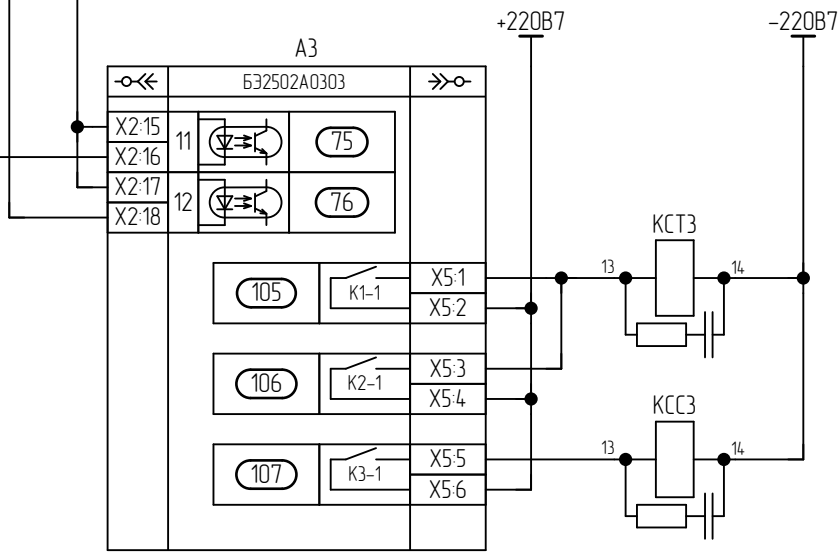 +220В7
-220В7
А3
БЭ2502А0303
Х2:15
11
75
Х2:16
Х2:17
12
76
Х2:18
КСТ3
105
К1-1
Х5:1
13
14
Х5:2
106
К2-1
Х5:3
Х5:4
КСС3
107
К3-1
Х5:5
13
14
Х5:6